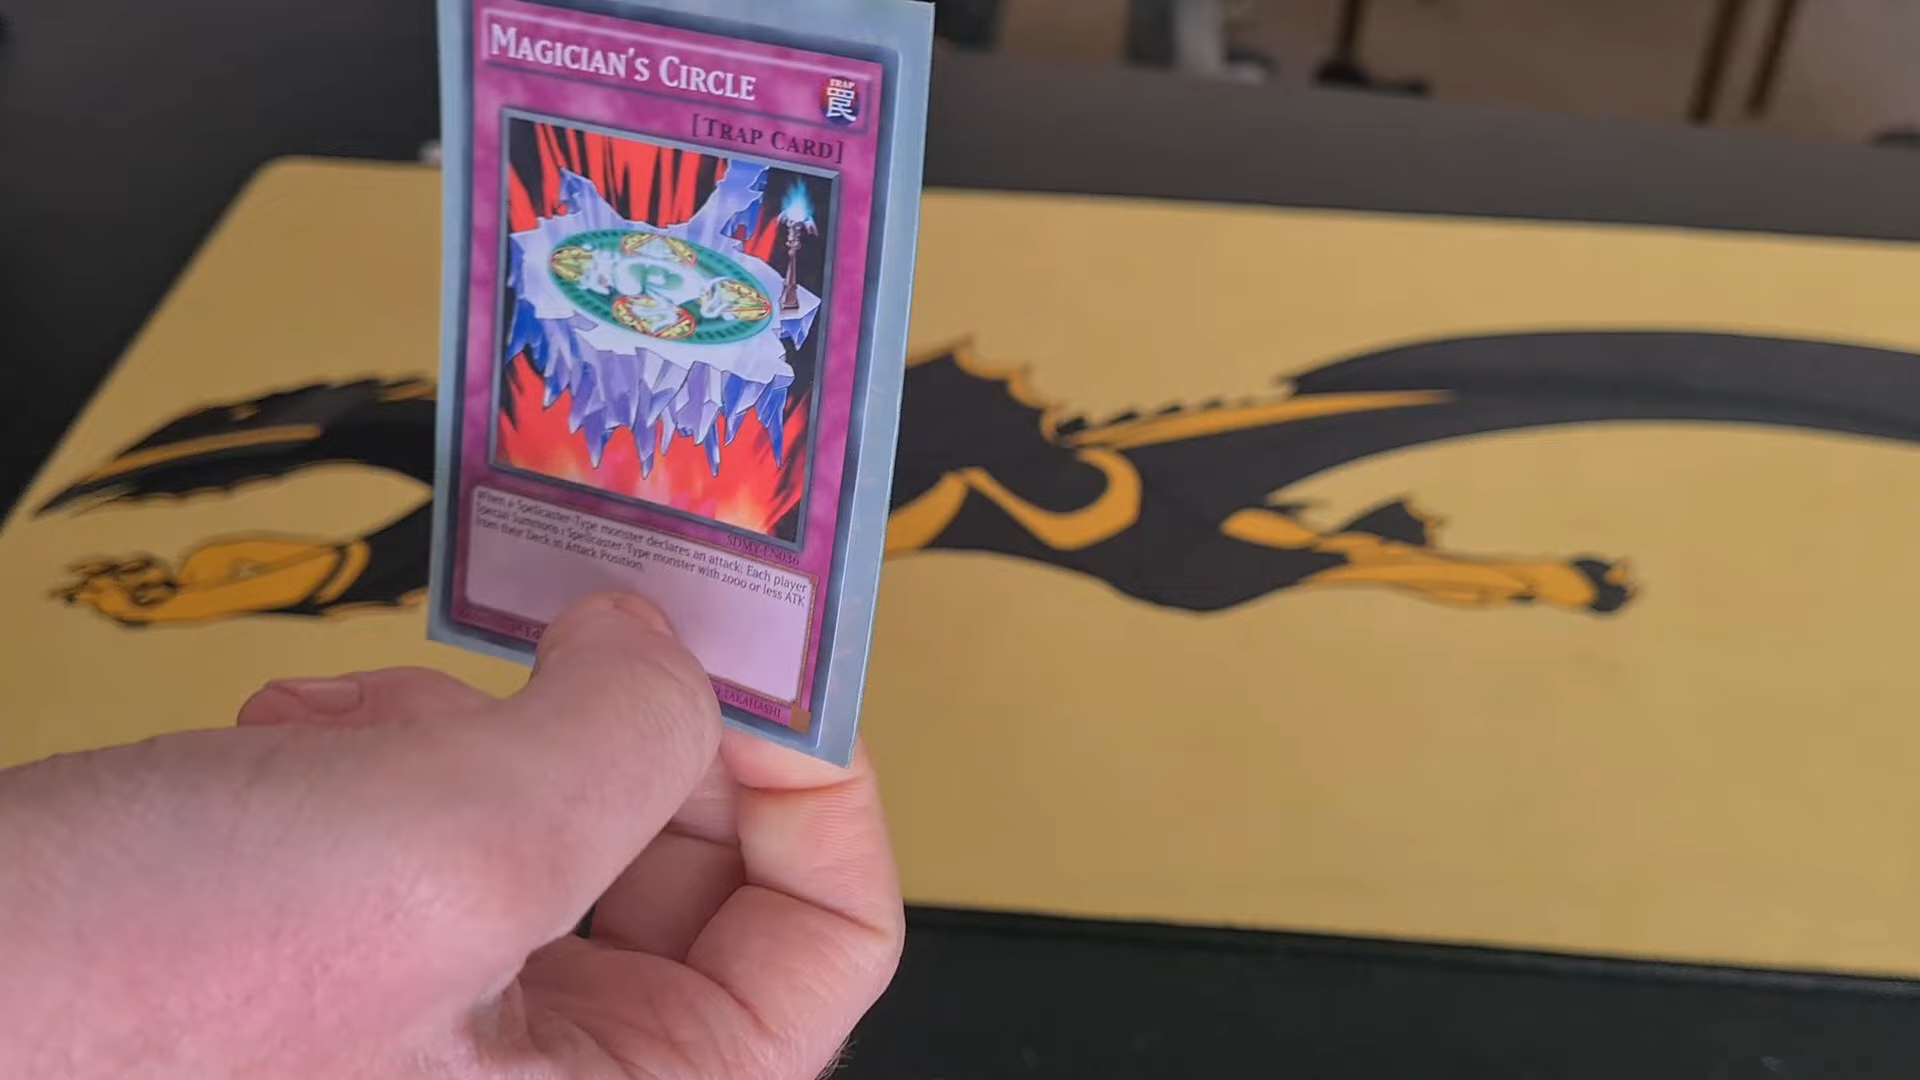 MAGICIAN'S CIRCLE
TRAP
罠
[TRAP CARD]
SDMY-EN036
When a Spellcaster-Type monster declares an attack: Each player
Special Summons 1 Spellcaster-Type monster with 2000 or less ATK
from their Deck in Attack Position.
TAKAHASHI